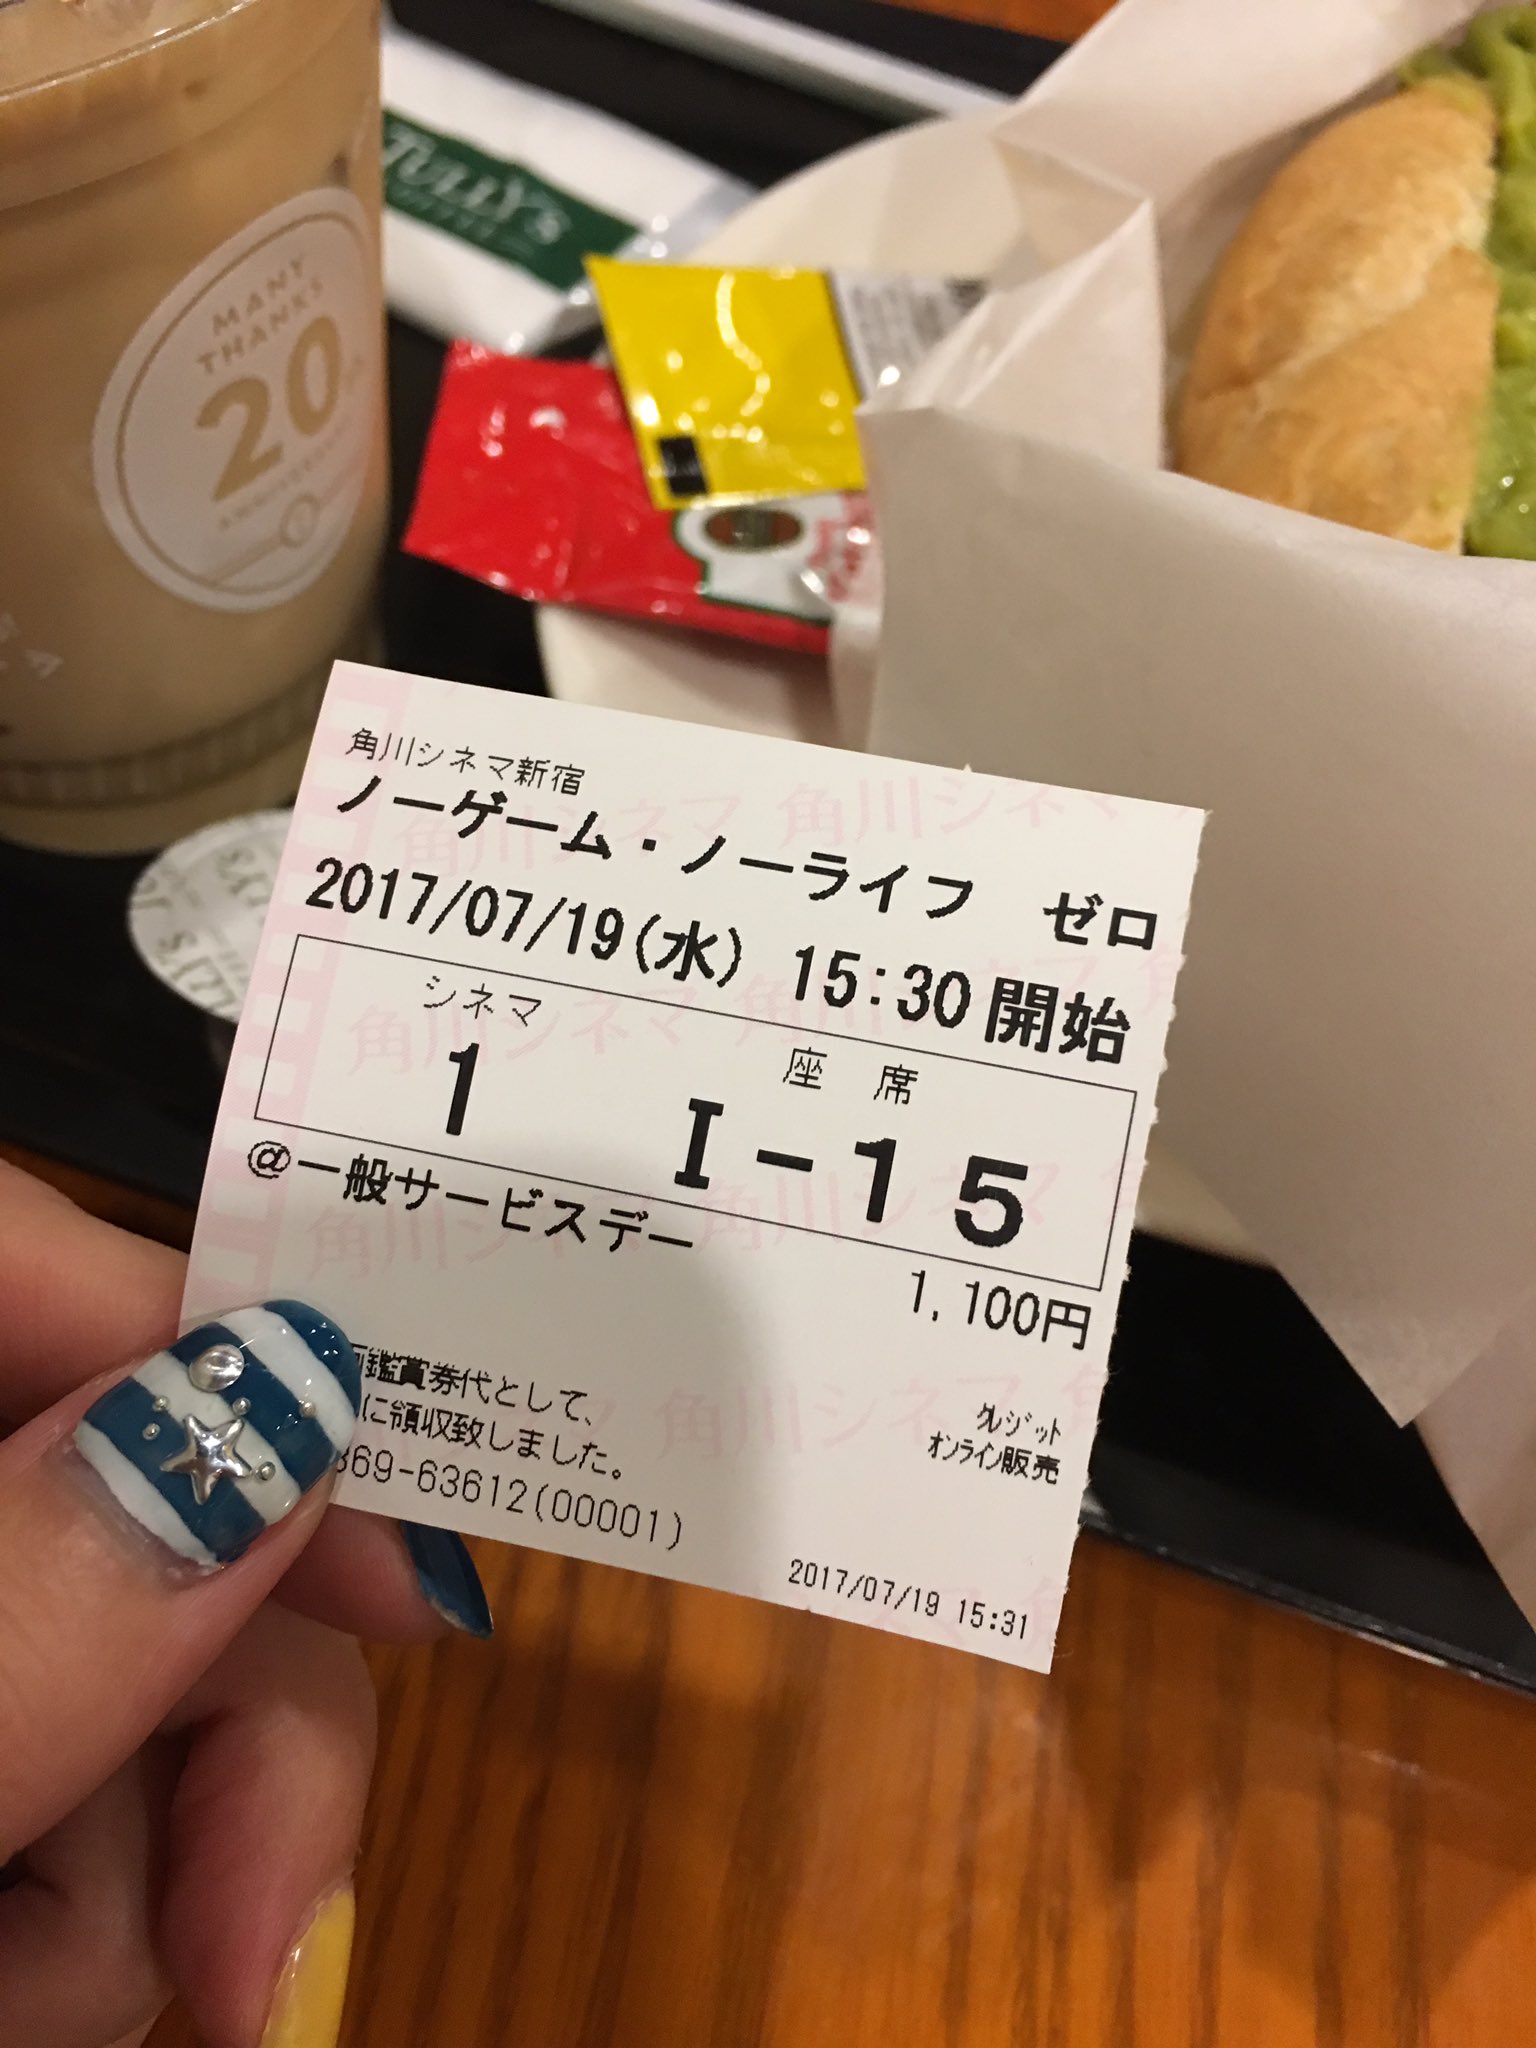 MANY
THANKS
20
TULLY'S
角川シネマ新宿
ノーゲーム・ノーライフ ゼロ
2017/07/19(水) 15:30開始
シネマ 座 席
1 I-15
@一般サービスデー
1,100円
鑑賞券代として、
に領収致しました。
クレジット
オンライン販売
869-63612(00001)
2017/07/19 15:31